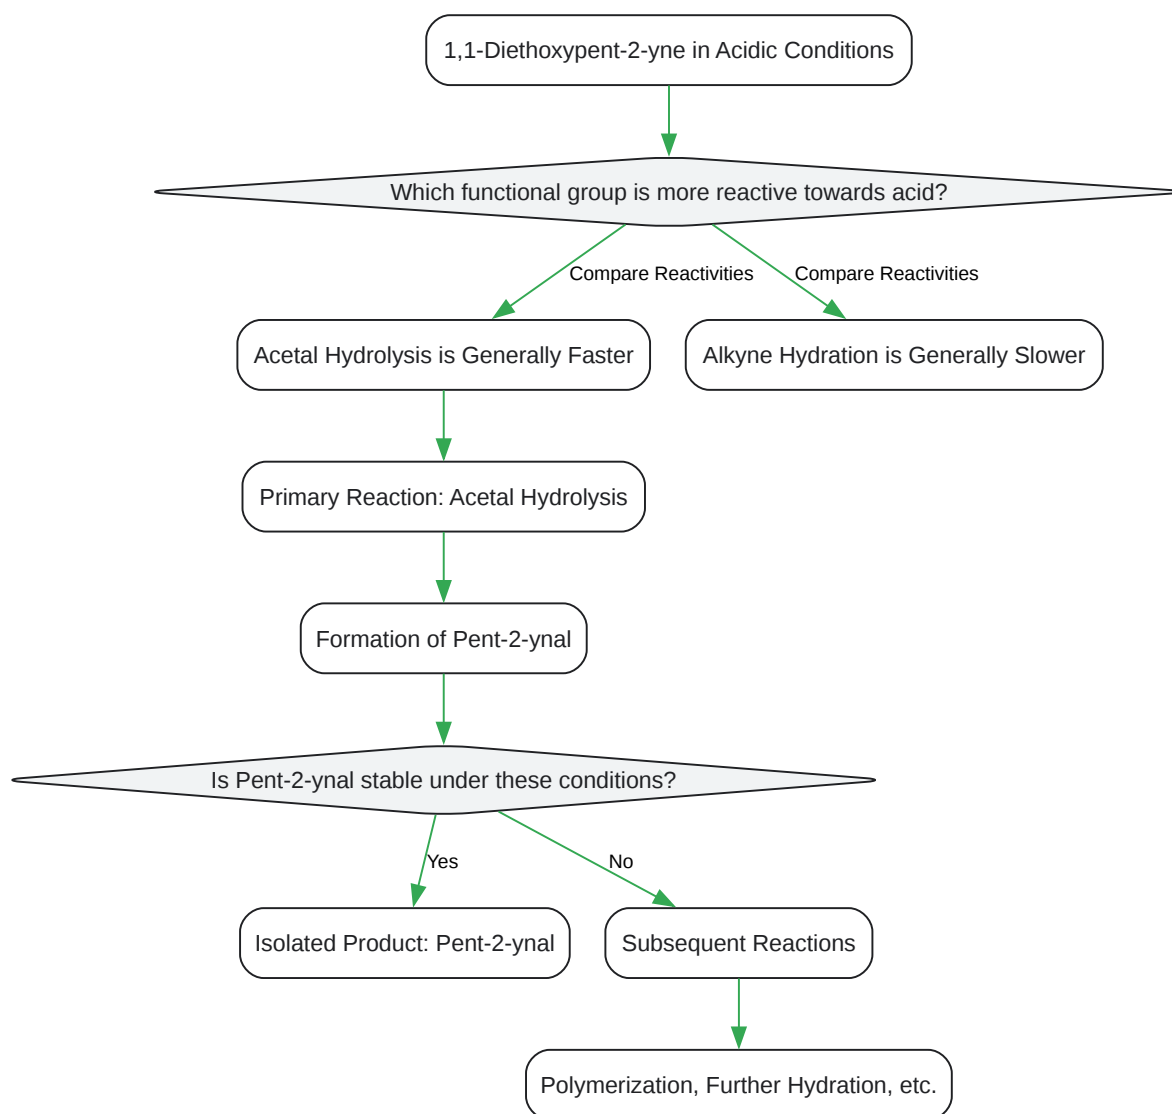 1,1-Diethoxypent-2-yne in Acidic Conditions
Which functional group is more reactive towards acid?
Compare Reactivities
Compare Reactivities
Acetal Hydrolysis is Generally Faster
Alkyne Hydration is Generally Slower
Primary Reaction: Acetal Hydrolysis
Formation of Pent-2-ynal
Is Pent-2-ynal stable under these conditions?
Yes
No
Isolated Product: Pent-2-ynal
Subsequent Reactions
Polymerization, Further Hydration, etc.